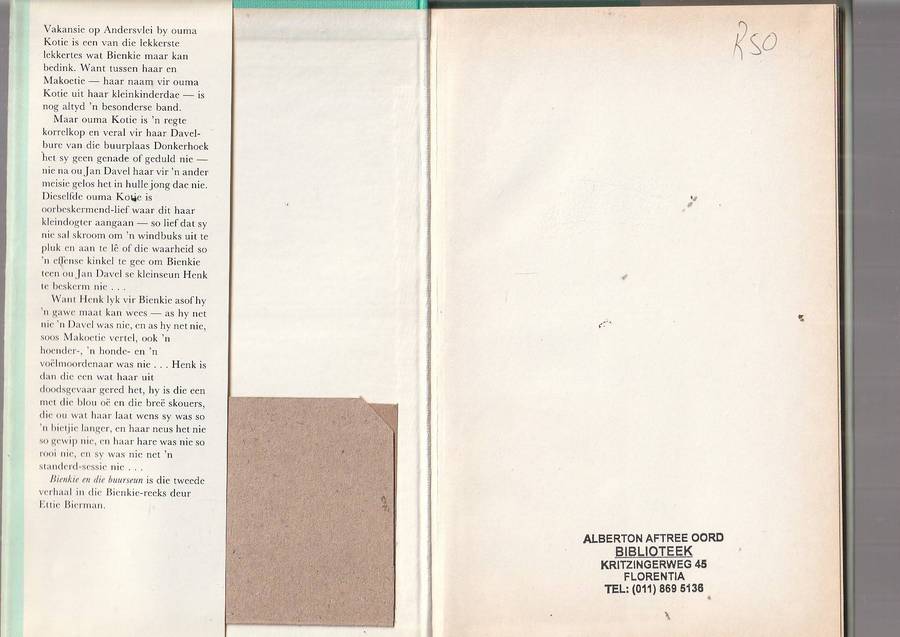 Vakansie op Andersvlei by ouma
Kotie is een van die lekkerste
lekkertes wat Bienkie maar kan
bedink. Want tussen haar en
Makoetie — haar naam vir ouma
Kotie uit haar kleinkinderdae — is
nog altyd 'n besonderse band.
Maar ouma Kotie is 'n regte
korrelkop en veral vir haar Davel-
bure van die buurplaas Donkerhoek
het sy geen genade of geduld nie —
nie na ou Jan Davel haar vir 'n ander
meisie gelos het in hulle jong dae nie.
Dieselfde ouma Kotie is
oorbeskermend-lief waar dit haar
kleindogter aangaan — so lief dat sy
nie sal skroom om 'n windbuks uit te
pluk en aan te lê of die waarheid so
'n effense kinkel te gee om Bienkie
teen ou Jan Davel se kleinseun Henk
te beskerm nie . . .
Want Henk lyk vir Bienkie asof hy
'n gawe maat kan wees — as hy net
nie 'n Davel was nie, en as hy net nie,
soos Makoetie vertel, ook 'n
hoender-, 'n honde- en 'n
voëlmoordenaar was nie . . . Henk is
dan die een wat haar uit
doodsgevaar gered het, hy is die een
met die blou oë en die breë skouers,
die ou wat haar laat wens sy was so
'n bietjie langer, en haar neus het nie
so gewip nie, en haar hare was nie so
rooi nie, en sy was nie net 'n
standerd-sessie nie . . .
Bienkie en die buurseun is die tweede
verhaal in die Bienkie-reeks deur
Ettie Bierman.
R50
ALBERTON AFTREE OORD
BIBLIOTEEK
KRITZINGERWEG 45
FLORENTIA
TEL: (011) 869 5136